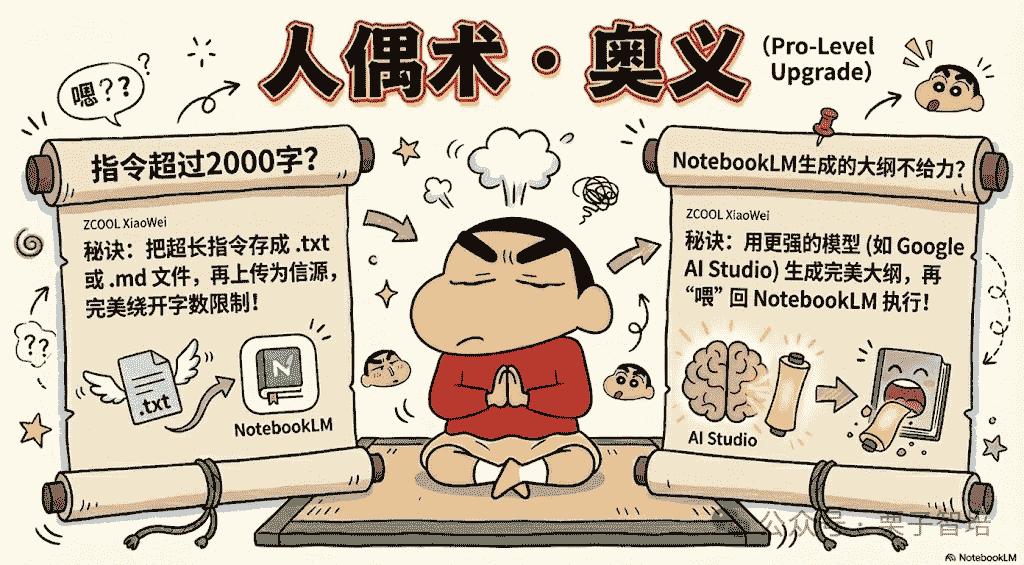 人偶术·奥义
(Pro-Level
Upgrade)
嗯???
指令超过2000字?
ZCOOL XiaoWei
秘诀：把超长指令存成 .txt
或 .md 文件，再上传为信源，
完美绕开字数限制！
??
.txt
N
NotebookLM
NotebookLM生成的大纲不给力?
ZCOOL XiaoWei
秘诀：用更强的模型 (如 Google
AI Studio) 生成完美大纲，再
“喂” 回 NotebookLM 执行！
AI Studio
公众号·栗子智培
NotebookLM